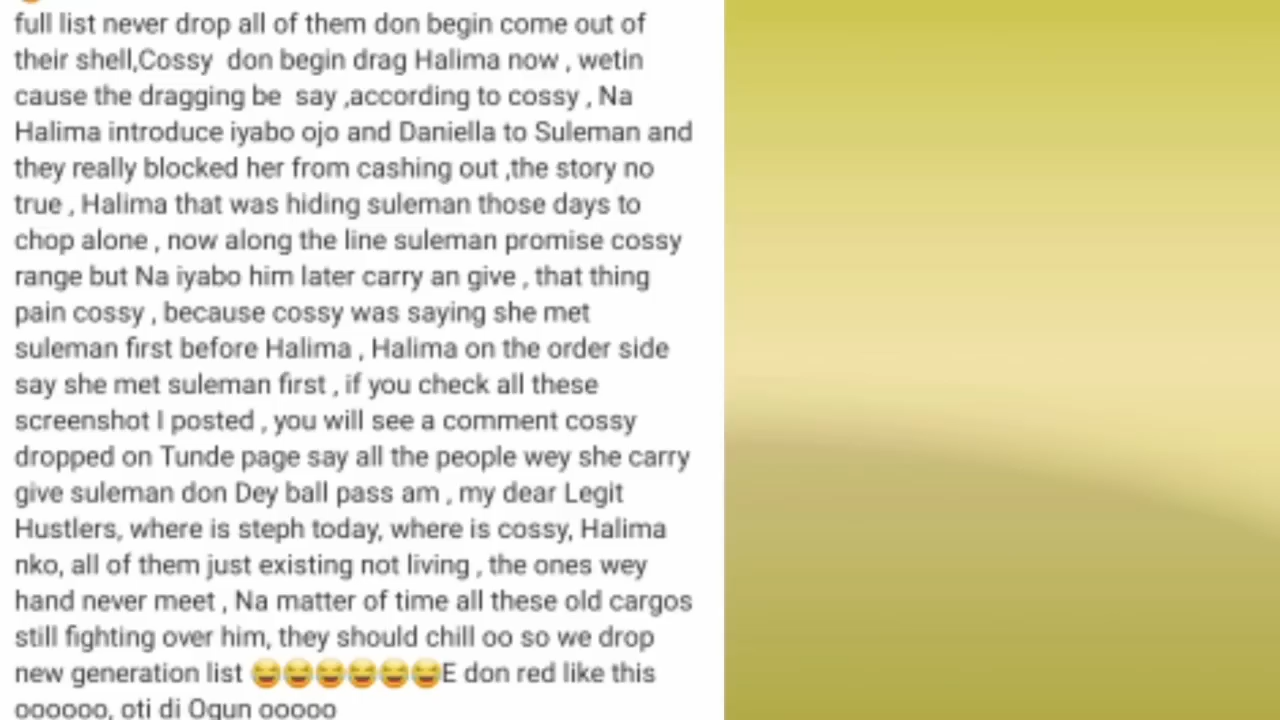 full list never drop all of them don begin come out of
their shell,Cossy don begin drag Halima now , wetin
cause the dragging be say ,according to cossy , Na
Halima introduce iyabo ojo and Daniella to Suleman and
they really blocked her from cashing out ,the story no
true , Halima that was hiding suleman those days to
chop alone , now along the line suleman promise cossy
range but Na iyabo him later carry an give , that thing
pain cossy , because cossy was saying she met
suleman first before Halima , Halima on the order side
say she met suleman first , if you check all these
screenshot I posted , you will see a comment cossy
dropped on Tunde page say all the people wey she carry
give suleman don Dey ball pass am , my dear Legit
Hustlers, where is steph today, where is cossy, Halima
nko, all of them just existing not living , the ones wey
hand never meet , Na matter of time all these old cargos
still fighting over him, they should chill oo so we drop
new generation list 😆😆😆😆😆😆E don red like this
oooooo, oti di Ogun ooooo